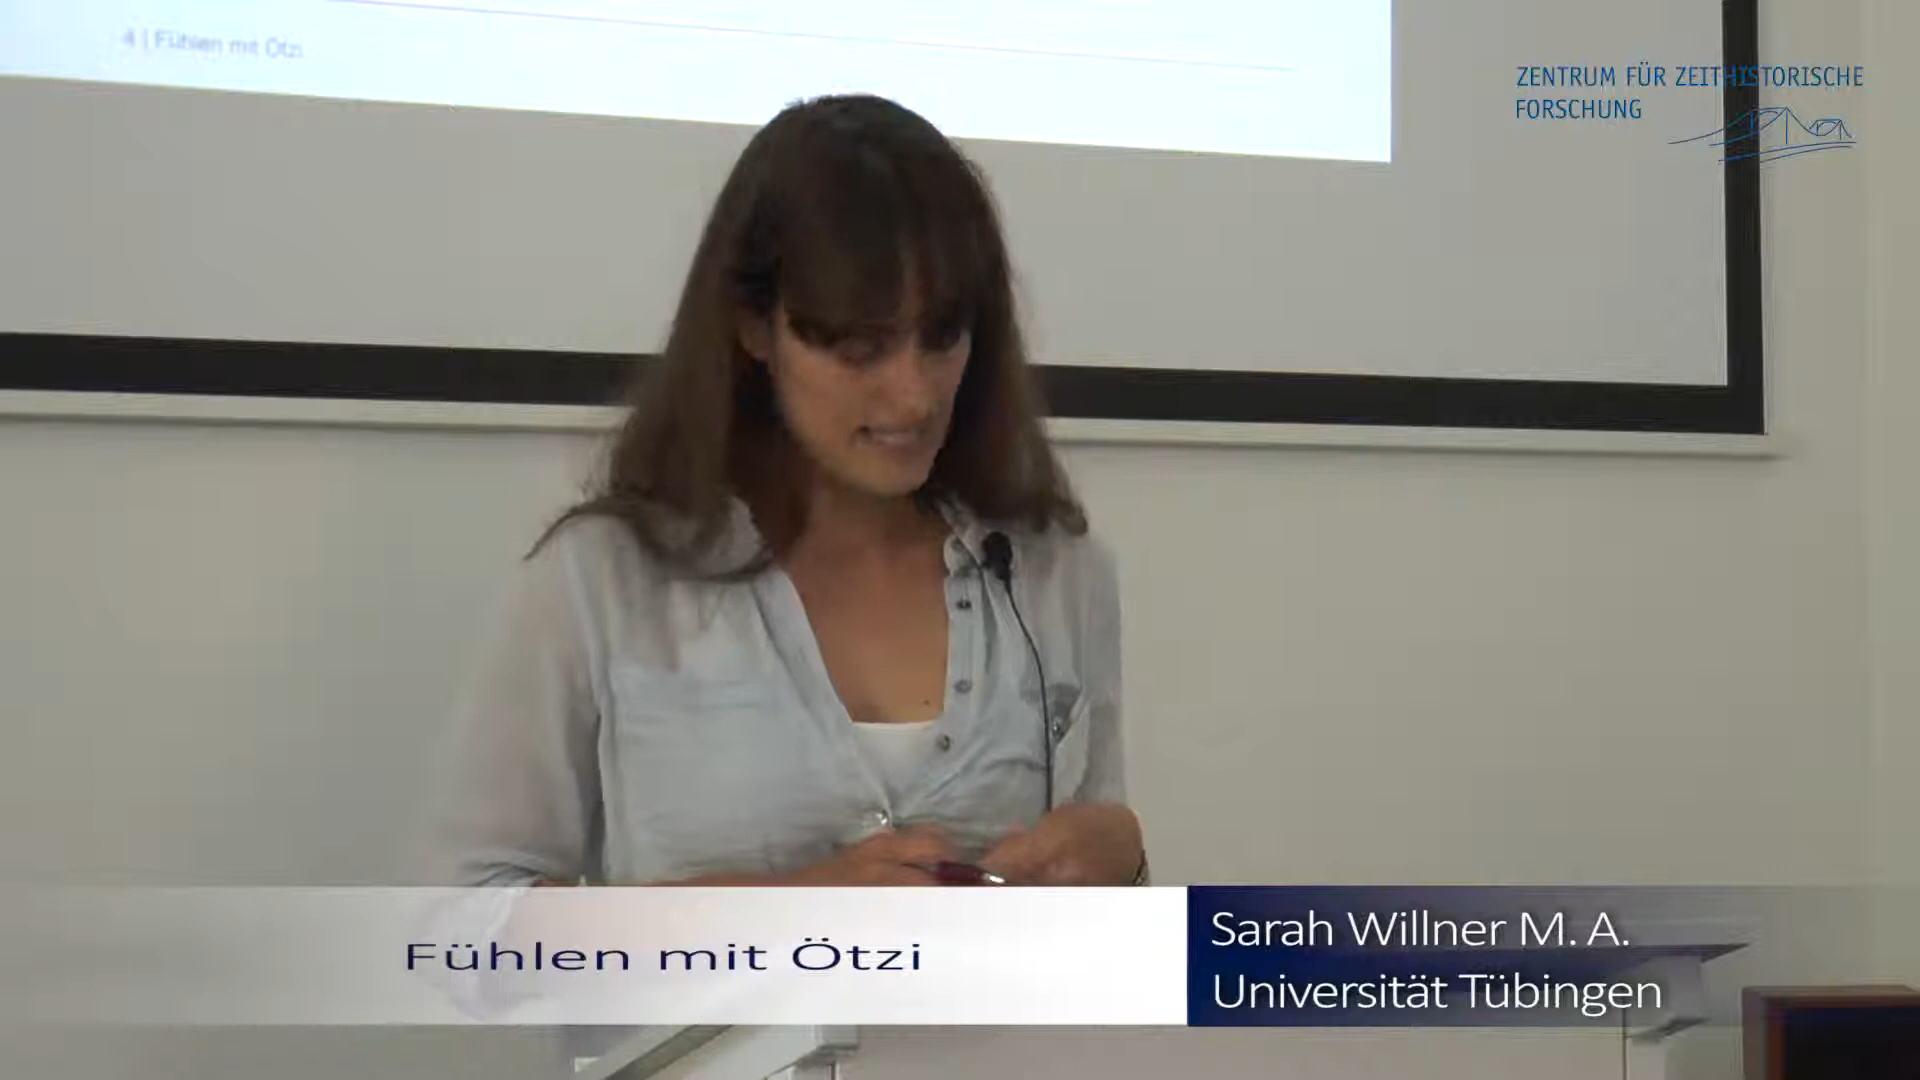 4 | Fühlen mit Ötzi
ZENTRUM FÜR ZEITHISTORISCHE
FORSCHUNG
Fühlen mit Ötzi
Sarah Willner M. A.
Universität Tübingen